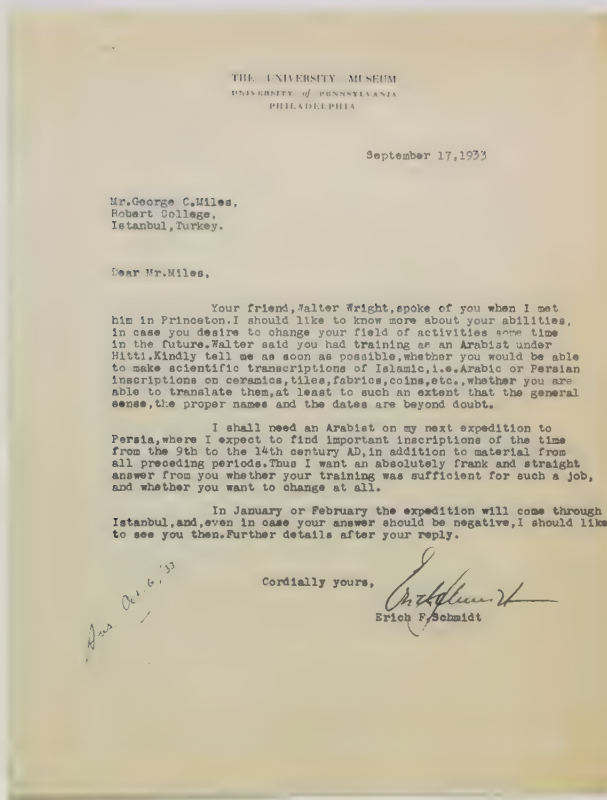 THE UNIVERSITY MUSEUM
UNIVERSITY of PENNSYLVANIA
PHILADELPHIA
September 17,1933
Mr.George C.Miles,
Robert College,
Istanbul,Turkey.
Dear Mr.Miles,
Your friend,Walter Wright,spoke of you when I met
him in Princeton.I should like to know more about your abilities,
in case you desire to change your field of activities some time
in the future.Walter said you had training as an Arabist under
Hitti.Kindly tell me as soon as possible,whether you would be able
to make scientific transcriptions of Islamic,i.e.Arabic or Persian
inscriptions on ceramics,tiles,fabrics,coins,etc.,whether you are
able to translate them,at least to such an extent that the general
sense,the proper names and the dates are beyond doubt.
I shall need an Arabist on my next expedition to
Persia,where I expect to find important inscriptions of the time
from the 9th to the 14th century AD,in addition to material from
all preceding periods.Thus I want an absolutely frank and straight
answer from you whether your training was sufficient for such a job,
and whether you want to change at all.
In January or February the expedition will come through
Istanbul,and,even in case your answer should be negative,I should like
to see you then.Further details after your reply.
Cordially yours,
Erich F.Schmidt
Ans. Oct. 6, '33